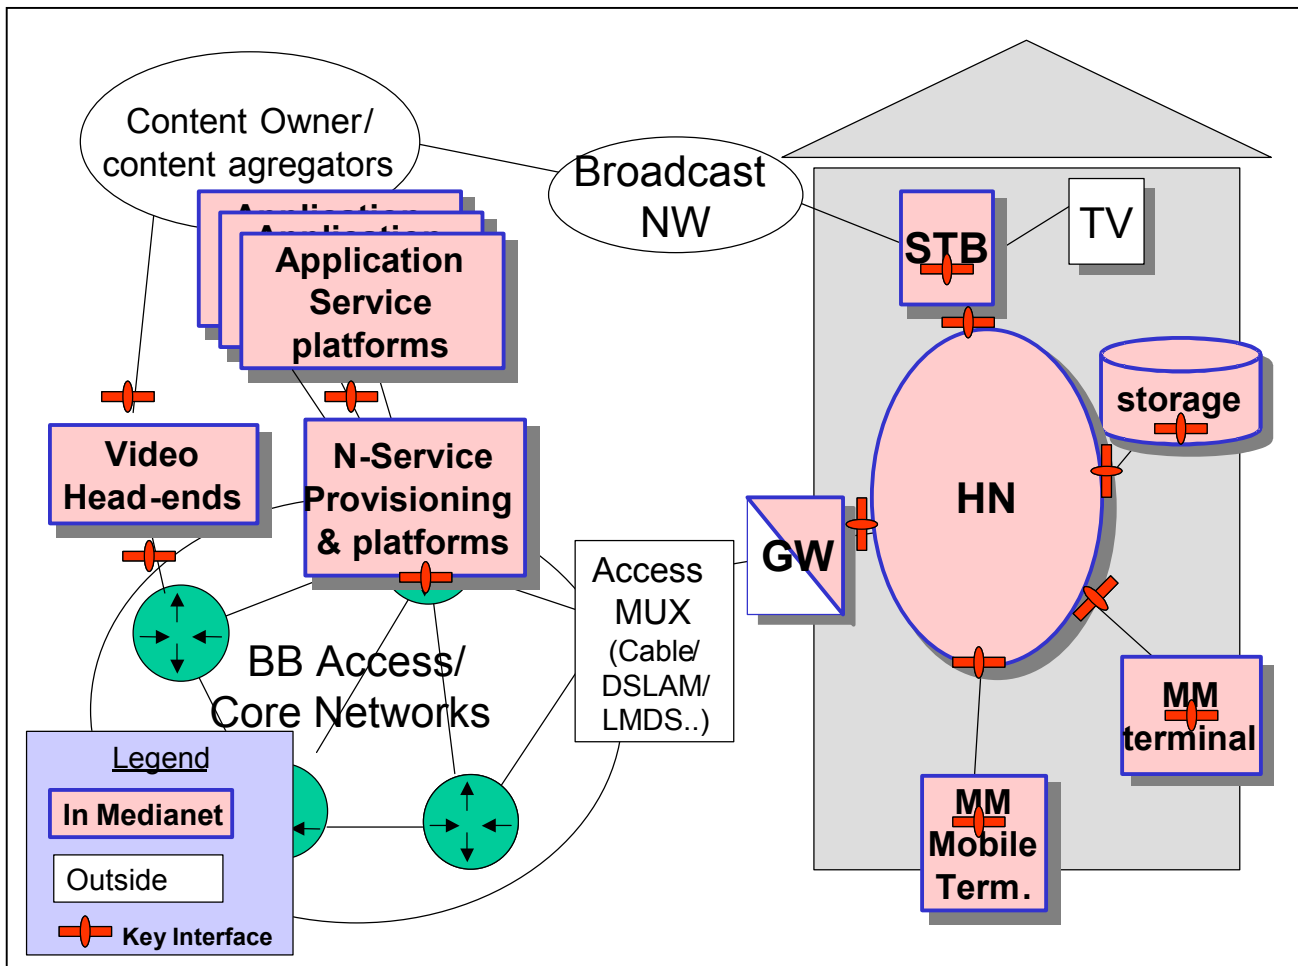 Content Owner/
content agregators
Broadcast
NW
TV
STB
Application
Application
Application
Service
platforms
storage
Video
Head-ends
N-Service
Provisioning
& platforms
HN
GW
Access
MUX
(Cable/
DSLAM/
LMDS..)
BB Access/
Core Networks
MM
terminal
MM
Mobile
Term.
Legend
In Medianet
Outside
Key Interface